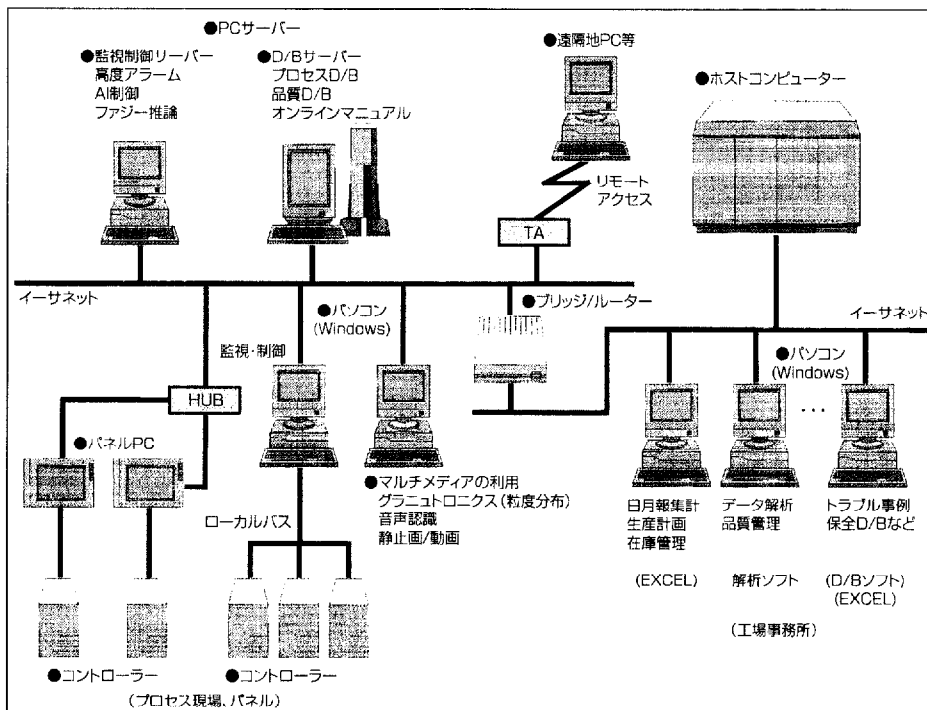 ●PCサーバー
●監視制御リーバー
高度アラーム
AI制御
ファジー推論
●D/Bサーバー
プロセスD/B
品質D/B
オンラインマニュアル
●遠隔地PC等
リモート
アクセス
TA
●ホストコンピューター
イーサネット
●パソコン
(Windows)
●ブリッジ/ルーター
イーサネット
監視・制御
●パソコン
(Windows)
HUB
●パネルPC
…
●マルチメディアの利用
グラニュトロニクス(粒度分布)
音声認識
静止画/動画
ローカルバス
日月報集計
生産計画
在庫管理
(EXCEL)
データ解析
品質管理
解析ソフト
トラブル事例
保全D/Bなど
(D/Bソフト)
(EXCEL)
(工場事務所)
●コントローラー
●コントローラー
(プロセス現場、パネル)